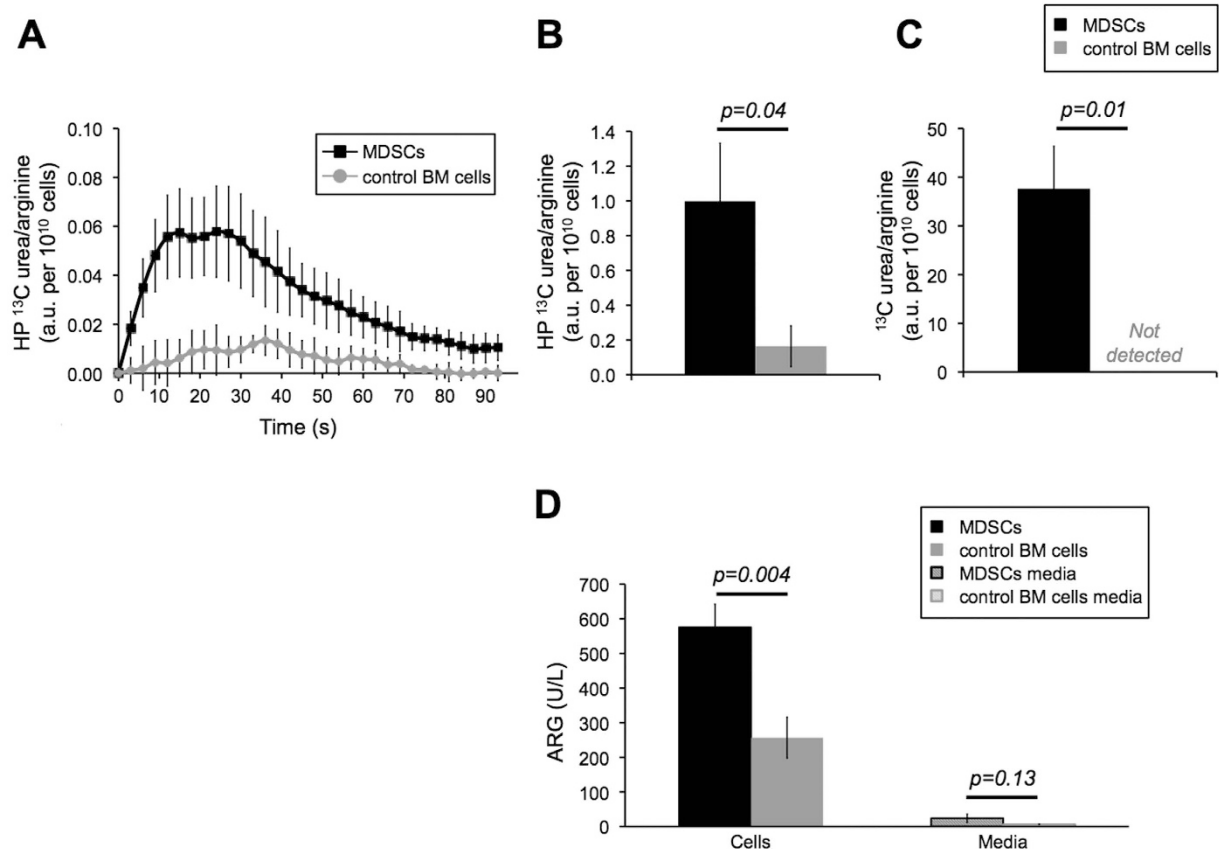 A
HP ¹³C urea/arginine
(a.u. per 10¹⁰ cells)
0.10
0.08
0.06
0.04
0.02
0.00
0 10 20 30 40 50 60 70 80 90
Time (s)
MDSCs
control BM cells
B
HP ¹³C urea/arginine
(a.u. per 10¹⁰ cells)
1.4
1.2
1.0
0.8
0.6
0.4
0.2
0.0
p=0.04
C
MDSCs
control BM cells
¹³C urea/arginine
(a.u. per 10¹⁰ cells)
50
40
30
20
10
0
p=0.01
Not
detected
D
MDSCs
control BM cells
MDSCs media
control BM cells media
ARG (U/L)
700
600
500
400
300
200
100
0
p=0.004
p=0.13
Cells
Media